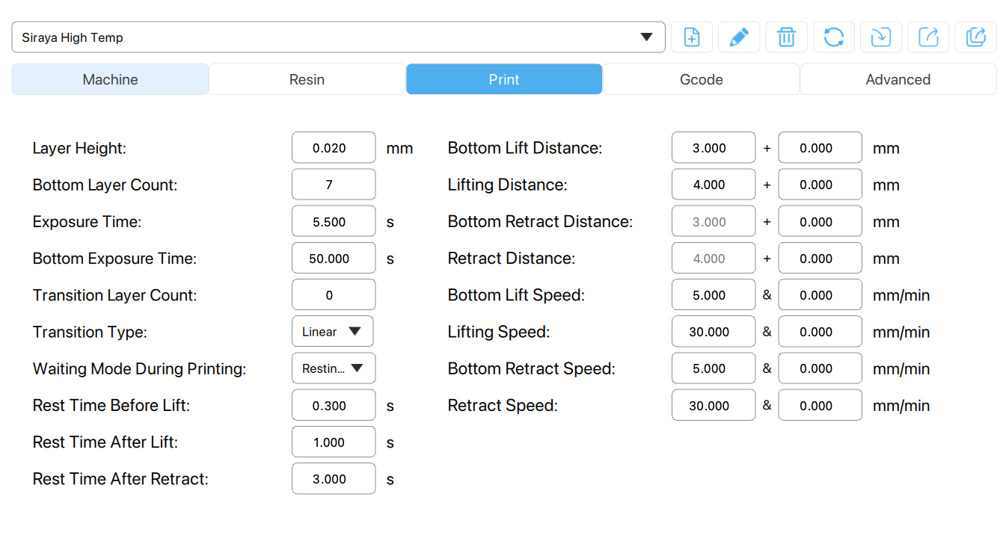 Siraya High Temp
Machine Resin Print Gcode Advanced
Layer Height: 0.020 mm Bottom Lift Distance: 3.000 + 0.000 mm
Bottom Layer Count: 7 Lifting Distance: 4.000 + 0.000 mm
Exposure Time: 5.500 s Bottom Retract Distance: 3.000 + 0.000 mm
Bottom Exposure Time: 50.000 s Retract Distance: 4.000 + 0.000 mm
Transition Layer Count: 0 Bottom Lift Speed: 5.000 & 0.000 mm/min
Transition Type: Linear Lifting Speed: 30.000 & 0.000 mm/min
Waiting Mode During Printing: Restin... Bottom Retract Speed: 5.000 & 0.000 mm/min
Rest Time Before Lift: 0.300 s Retract Speed: 30.000 & 0.000 mm/min
Rest Time After Lift: 1.000 s
Rest Time After Retract: 3.000 s